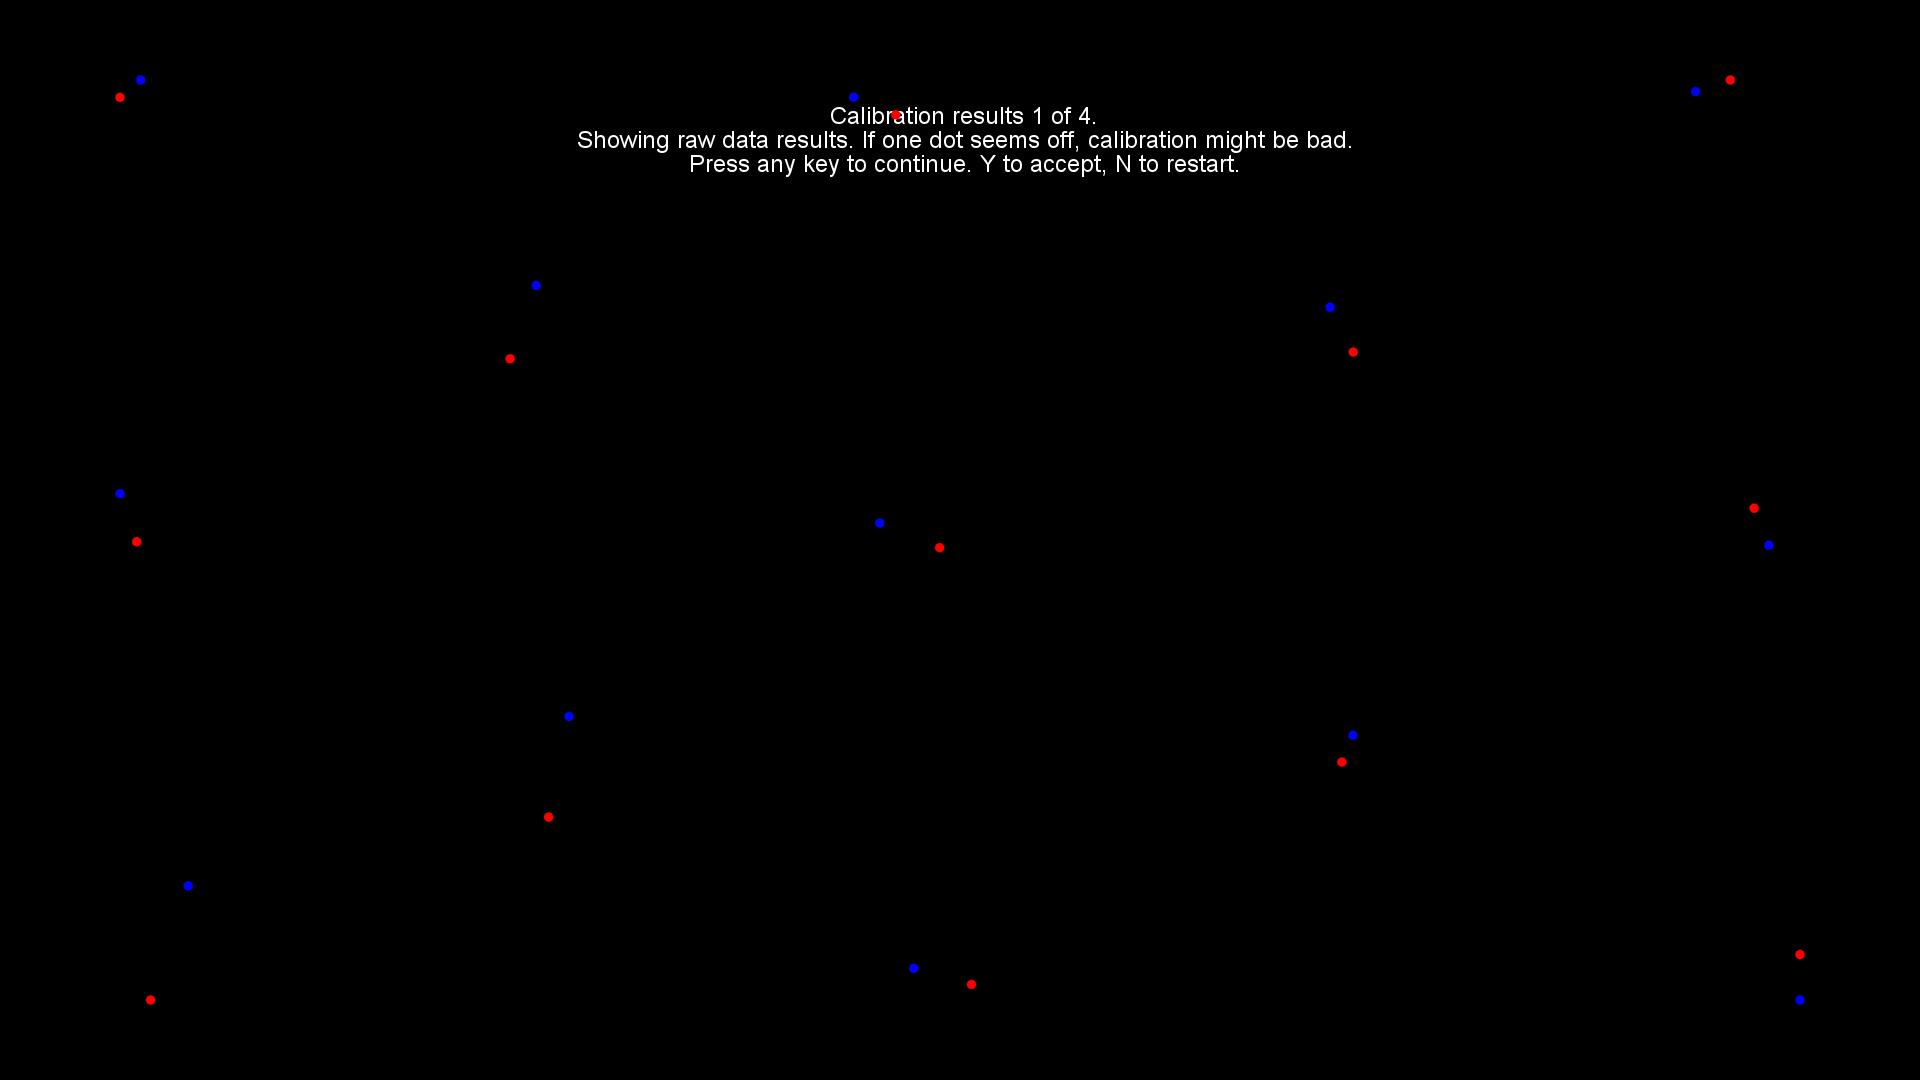 Calibration results 1 of 4.
Showing raw data results. If one dot seems off, calibration might be bad.
Press any key to continue. Y to accept, N to restart.